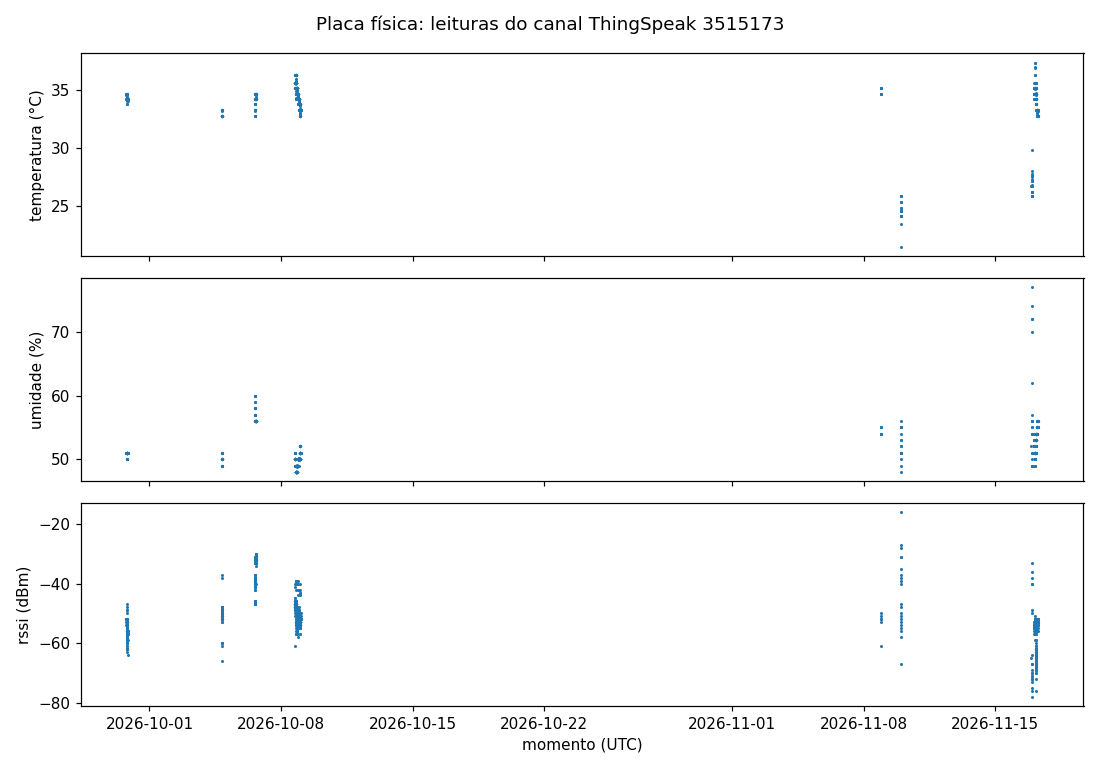 Placa física: leituras do canal ThingSpeak 3515173
temperatura (°C)
35
30
25
umidade (%)
70
60
50
rssi (dBm)
−20
−40
−60
−80
2026-10-01 2026-10-08 2026-10-15 2026-10-22 2026-11-01 2026-11-08 2026-11-15
momento (UTC)